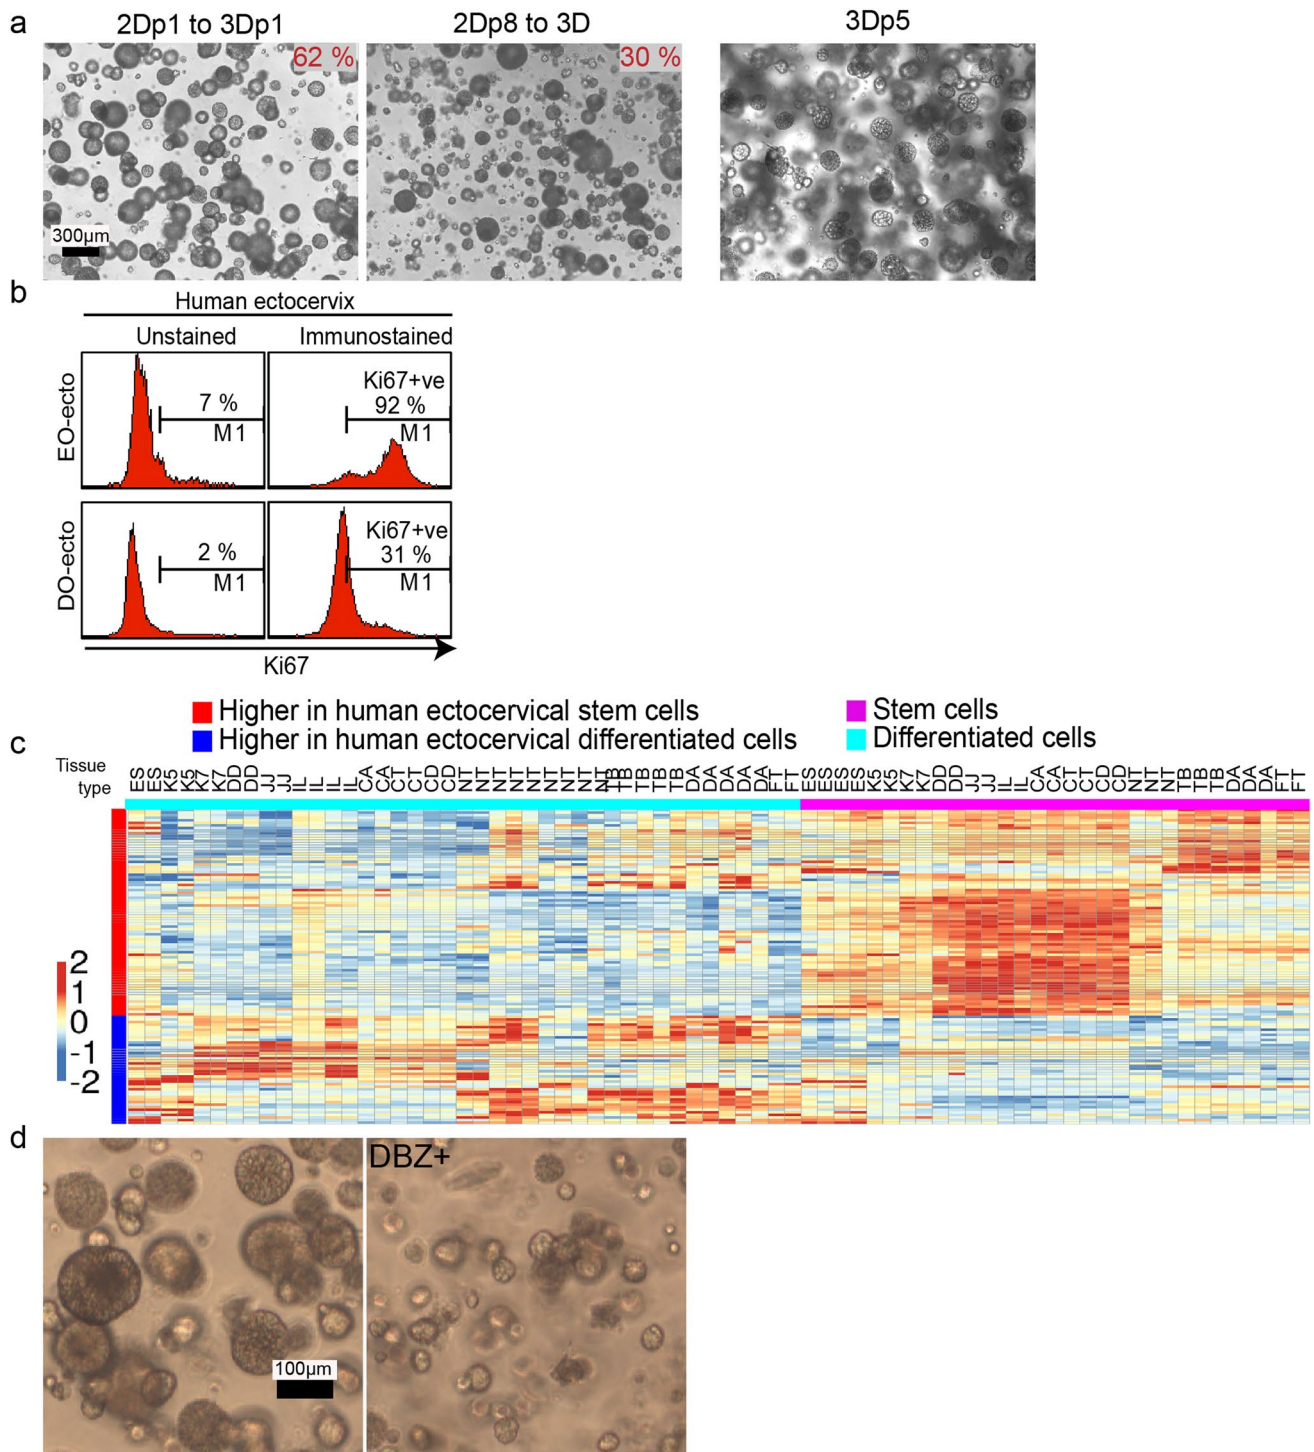 a
2Dp1 to 3Dp1
2Dp8 to 3D
3Dp5
62 %
30 %
300µm
b
Human ectocervix
Unstained
Immunostained
EO-ecto
7 %
M1
Ki67+ve
92 %
M1
DO-ecto
2 %
M1
Ki67+ve
31 %
M1
Ki67
Higher in human ectocervical stem cells
Stem cells
Higher in human ectocervical differentiated cells
Differentiated cells
c
Tissue
type
ES ES K5 K5 K7 K7 DD DD JJ JJ IL IL IL IL CA CA CT CT CD CD NT NT NT NT NT NT NT NT NT TB TB TB TB TB DA DA DA DA DA FT FT ES ES ES ES K5 K5 K7 K7 DD DD JJ JJ IL IL CA CA CT CT CD CD NT NT NT TB TB TB DA DA DA FT FT
2
1
0
-1
-2
d
DBZ+
100µm